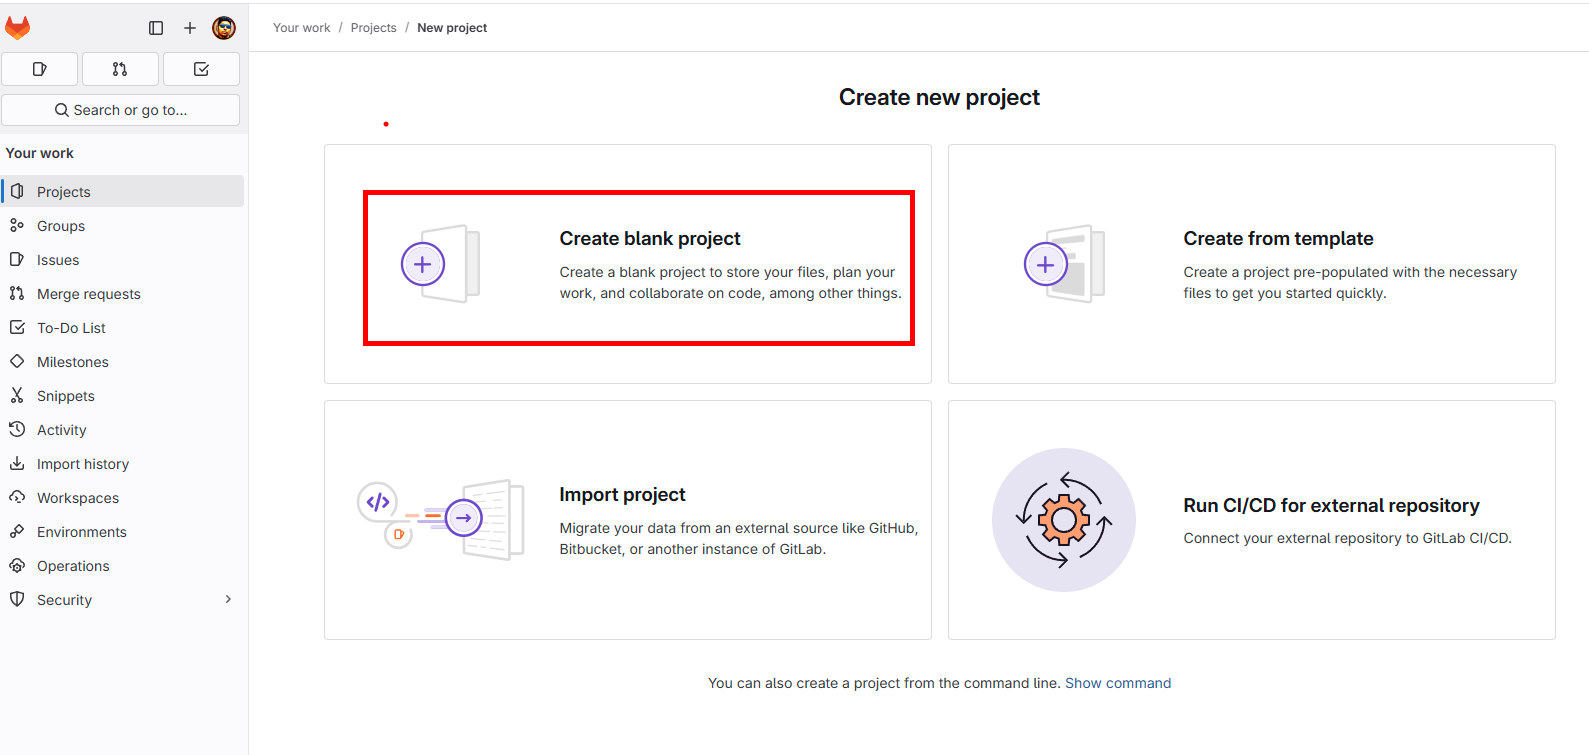 Your work / Projects / New project
Search or go to...
Your work
Projects
Groups
Issues
Merge requests
To-Do List
Milestones
Snippets
Activity
Import history
Workspaces
Environments
Operations
Security
Create new project
Create blank project
Create a blank project to store your files, plan your
work, and collaborate on code, among other things.
Create from template
Create a project pre-populated with the necessary
files to get you started quickly.
Import project
Migrate your data from an external source like GitHub,
Bitbucket, or another instance of GitLab.
Run CI/CD for external repository
Connect your external repository to GitLab CI/CD.
You can also create a project from the command line. Show command